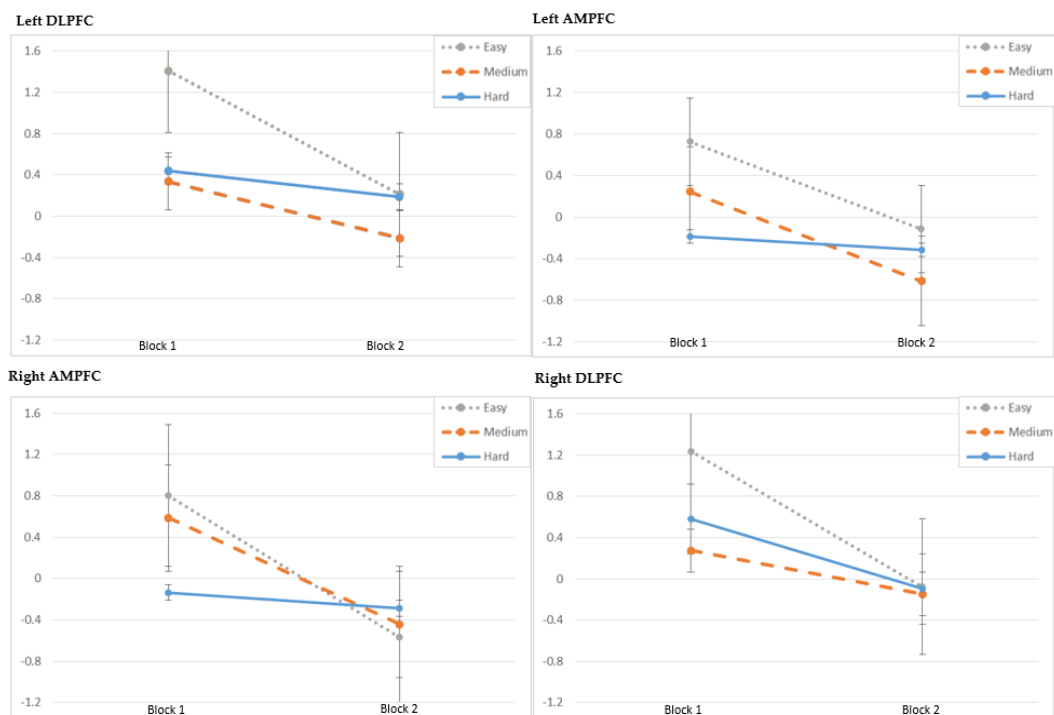 Left DLPFC
1.6
1.2
0.8
0.4
0
-0.4
-0.8
-1.2
Easy
Medium
Hard
Block 1 Block 2
Left AMPFC
1.6
1.2
0.8
0.4
0
-0.4
-0.8
-1.2
Easy
Medium
Hard
Block 1 Block 2
Right AMPFC
1.6
1.2
0.8
0.4
0
-0.4
-0.8
-1.2
Easy
Medium
Hard
Block 1 Block 2
Right DLPFC
1.6
1.2
0.8
0.4
0
-0.4
-0.8
-1.2
Easy
Medium
Hard
Block 1 Block 2